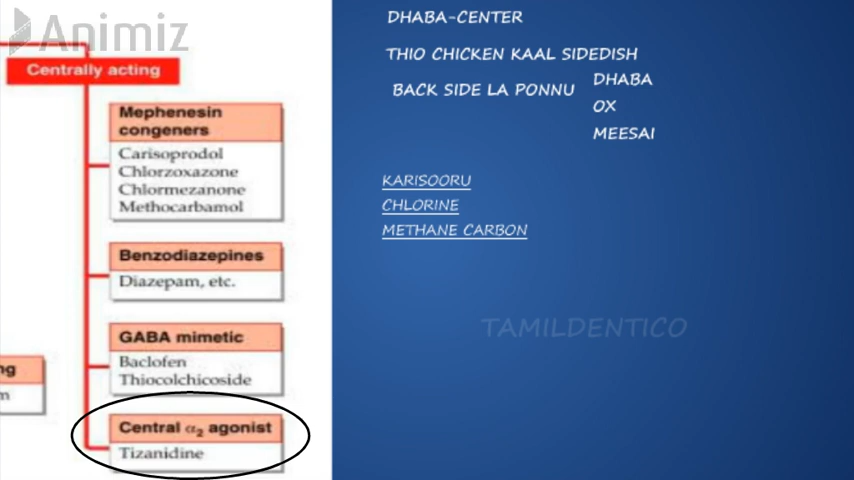 Animiz
Centrally acting
Mephenesin
congeners
Carisoprodol
Chlorzoxazone
Chlormezanone
Methocarbamol
Benzodiazepines
Diazepam, etc.
GABA mimetic
Baclofen
Thiocolchicoside
Central α₂ agonist
Tizanidine
ng
m
DHABA-CENTER
THIO CHICKEN KAAL SIDEDISH
BACK SIDE LA PONNU
DHABA
OX
MEESAI
KARISOORU
CHLORINE
METHANE CARBON
TAMILDENTICO